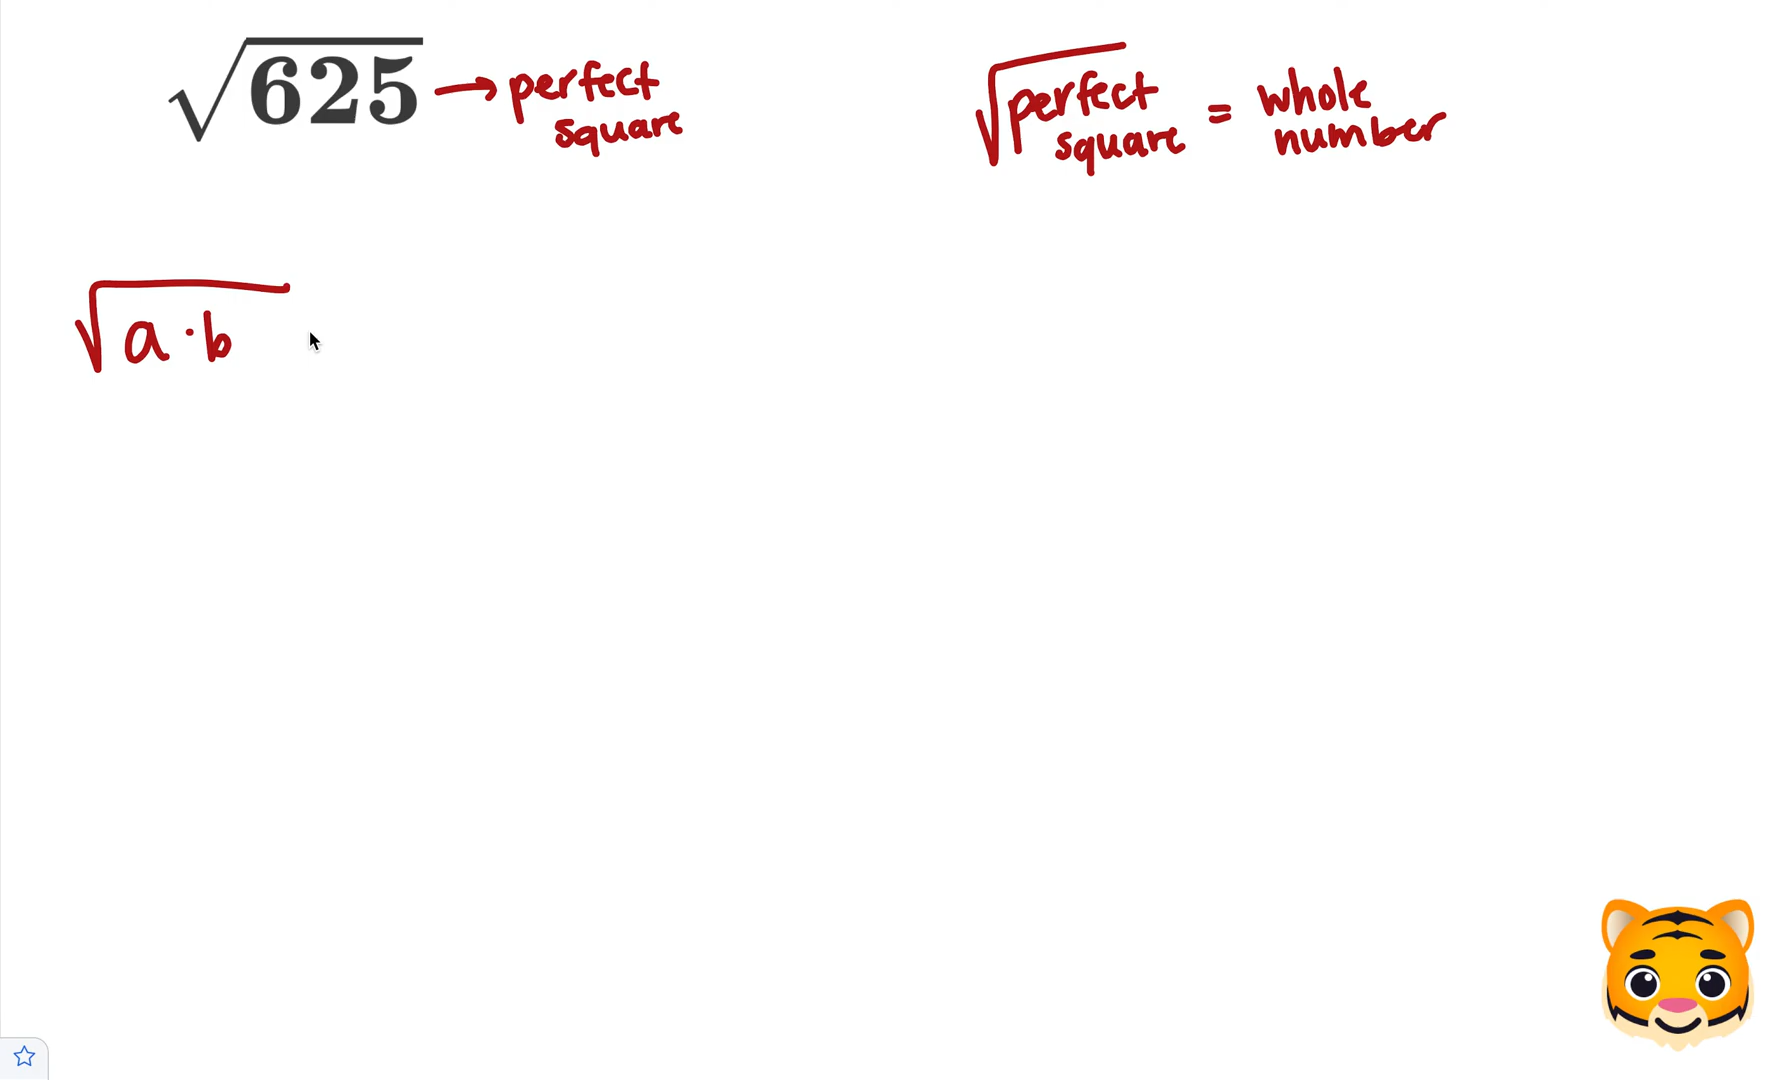 √625 → perfect square
√perfect square = whole number
√a · b